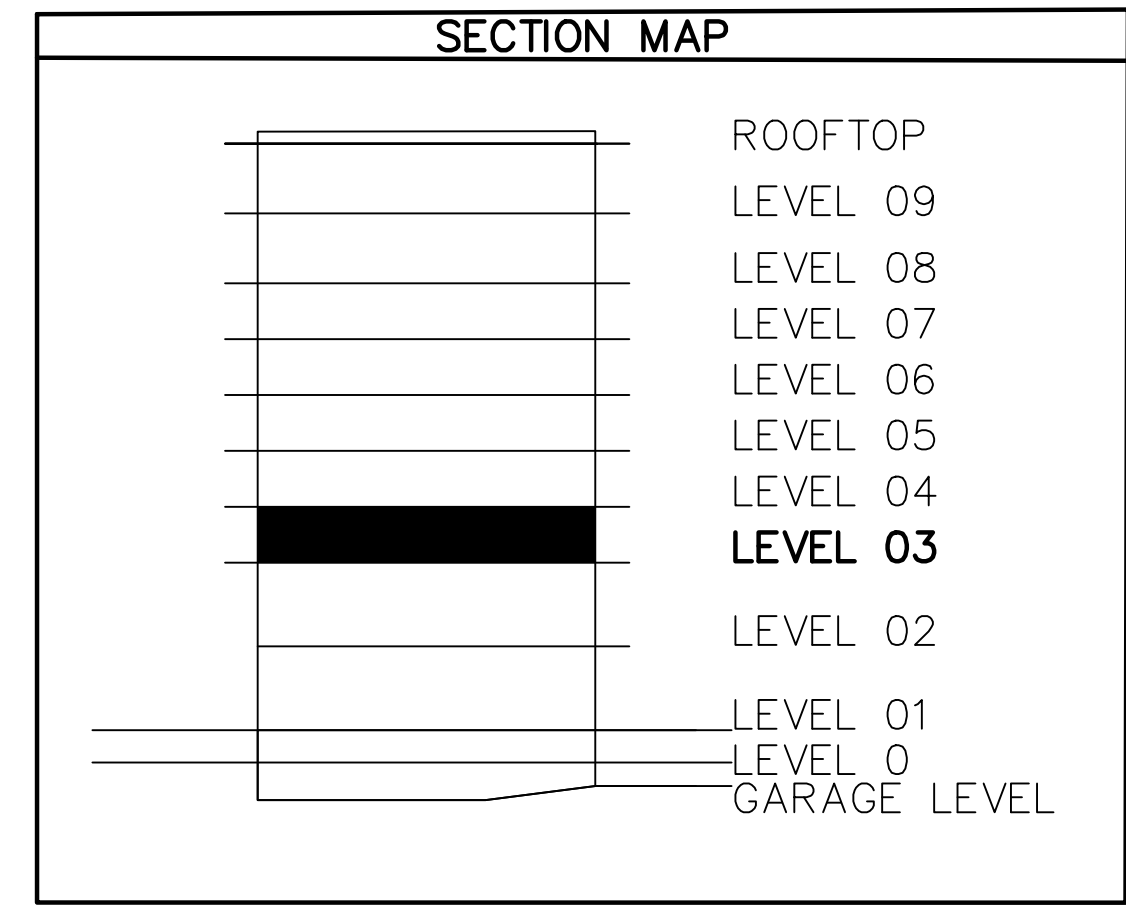 SECTION MAP
ROOFTOP
LEVEL 09
LEVEL 08
LEVEL 07
LEVEL 06
LEVEL 05
LEVEL 04
LEVEL 03
LEVEL 02
LEVEL 01
LEVEL 0
GARAGE LEVEL